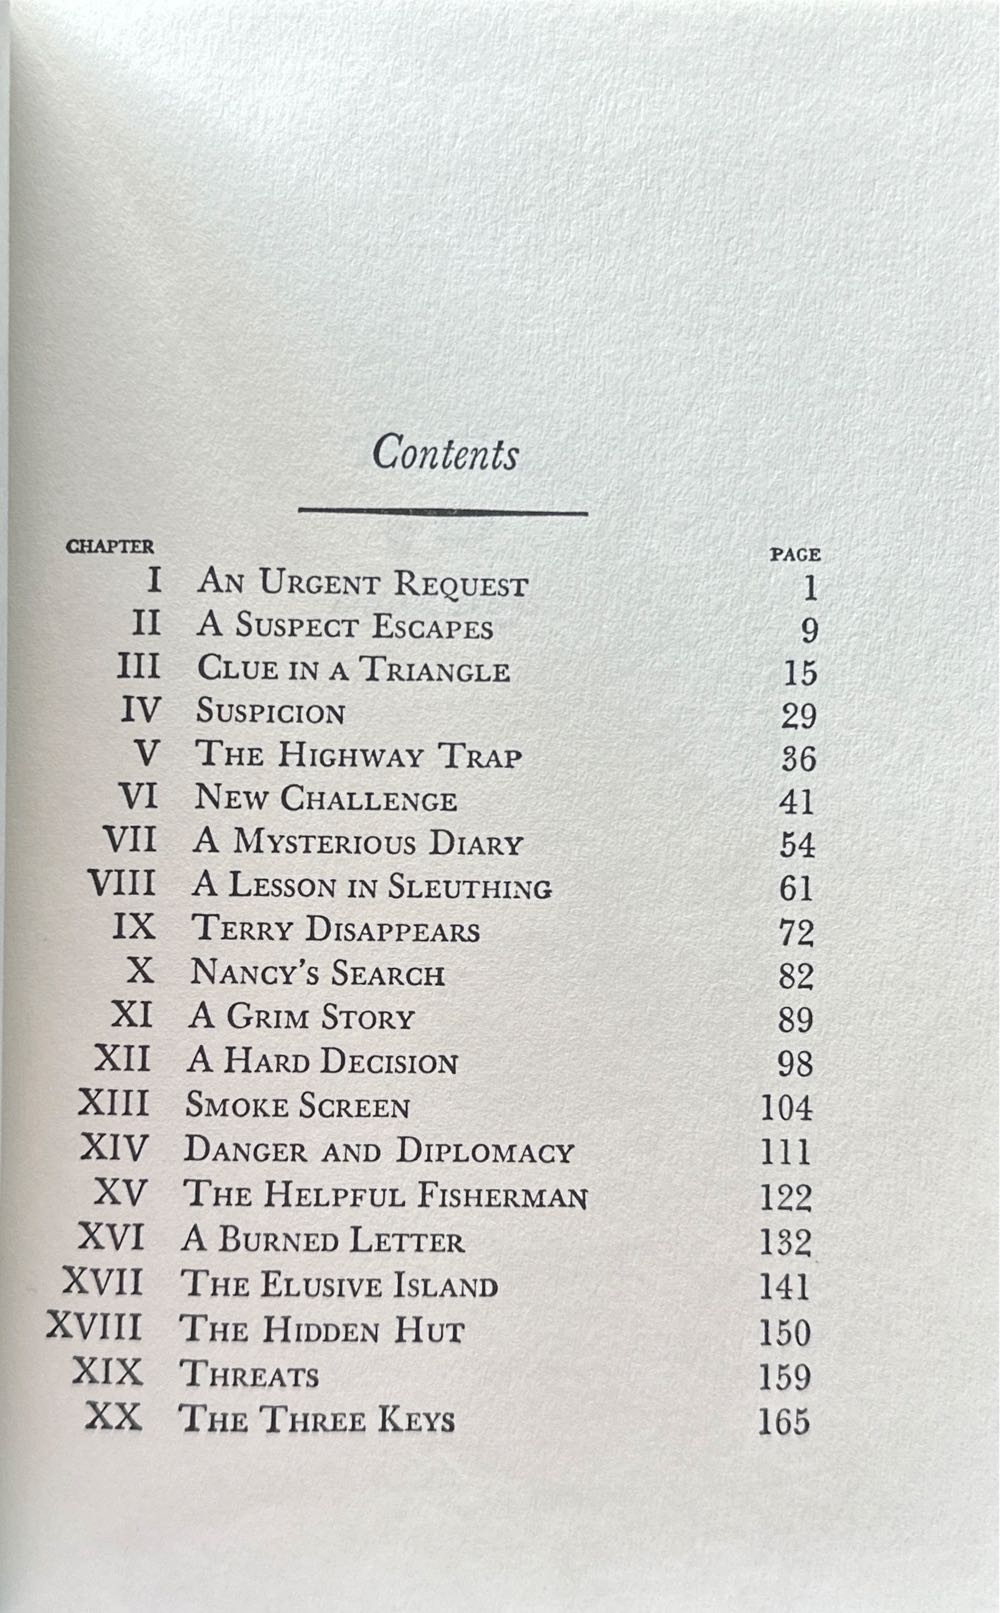 Contents
CHAPTER PAGE
I AN URGENT REQUEST 1
II A SUSPECT ESCAPES 9
III CLUE IN A TRIANGLE 15
IV SUSPICION 29
V THE HIGHWAY TRAP 36
VI NEW CHALLENGE 41
VII A MYSTERIOUS DIARY 54
VIII A LESSON IN SLEUTHING 61
IX TERRY DISAPPEARS 72
X NANCY'S SEARCH 82
XI A GRIM STORY 89
XII A HARD DECISION 98
XIII SMOKE SCREEN 104
XIV DANGER AND DIPLOMACY 111
XV THE HELPFUL FISHERMAN 122
XVI A BURNED LETTER 132
XVII THE ELUSIVE ISLAND 141
XVIII THE HIDDEN HUT 150
XIX THREATS 159
XX THE THREE KEYS 165